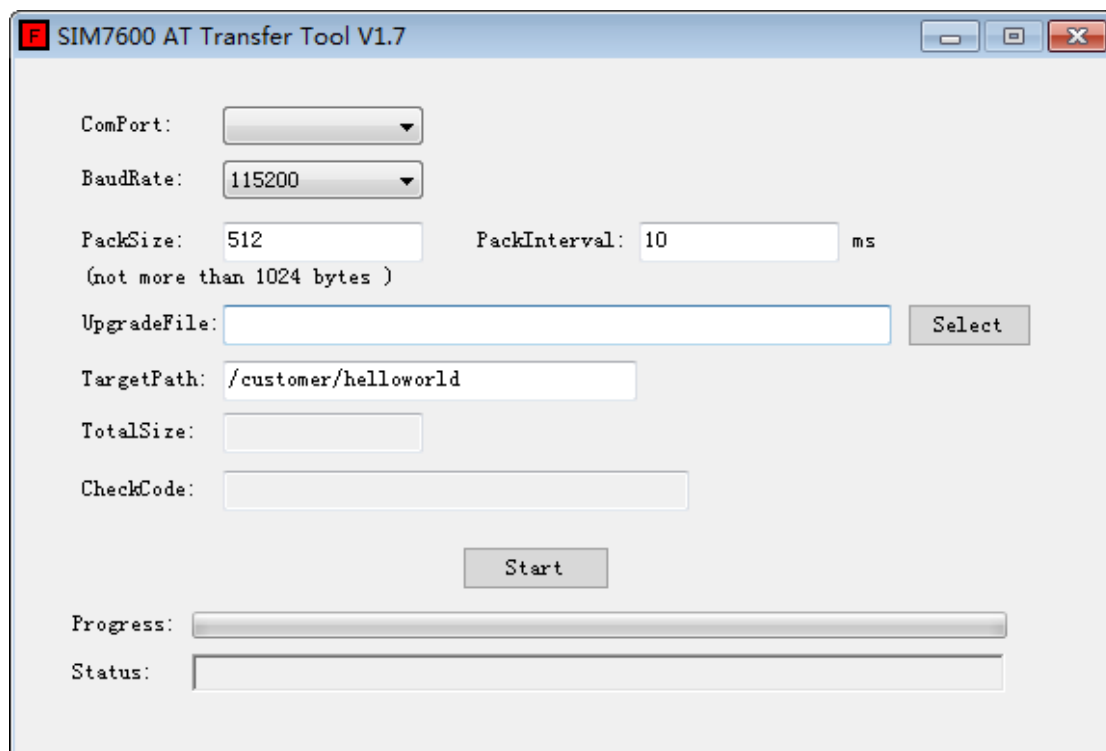 F SIM7600 AT Transfer Tool V1.7
ComPort:
BaudRate: 115200
PackSize: 512 PackInterval: 10 ms
(not more than 1024 bytes )
UpgradeFile: Select
TargetPath: /customer/helloworld
TotalSize:
CheckCode:
Start
Progress:
Status: